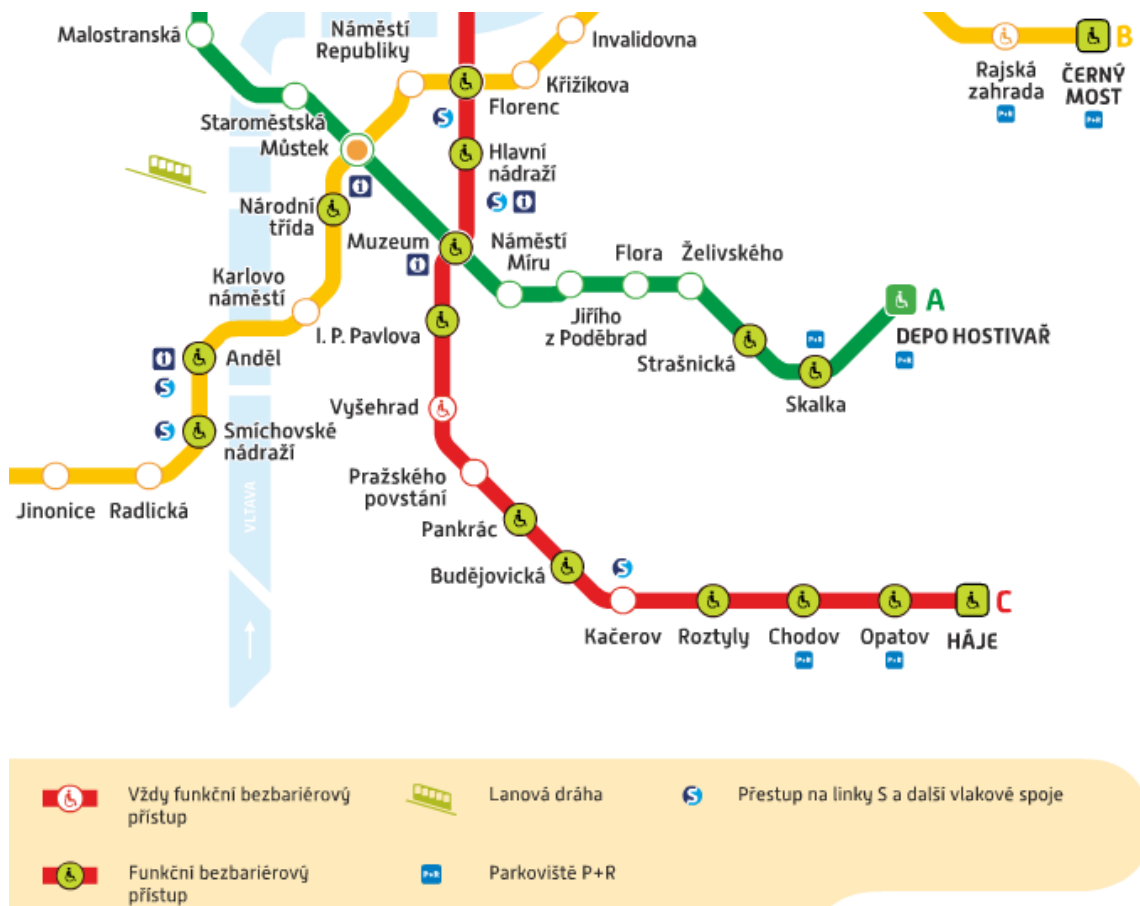 Malostranská
Náměstí
Republiky
Invalidovna
B
Rajská
zahrada
P+R
ČERNÝ
MOST
P+R
Křižíkova
Florenc
S
Staroměstská
Můstek
i
Hlavní
nádraží
S i
Národní
třída
Muzeum
i
Náměstí
Míru
Flora
Želivského
Karlovo
náměstí
I. P. Pavlova
Jiřího
z Poděbrad
A
DEPO HOSTIVAŘ
P+R
P+R
Strašnická
Skalka
i
Anděl
S
Vyšehrad
S
Smíchovské
nádraží
Pražského
povstání
Jinonice
Radlická
VLTAVA
Pankrác
Budějovická
S
Kačerov
Roztyly
Chodov
P+R
Opatov
P+R
HÁJE
C
Vždy funkční bezbariérový
přístup
Lanová dráha
S
Přestup na linky S a další vlakové spoje
Funkční bezbariérový
přístup
P+R
Parkoviště P+R